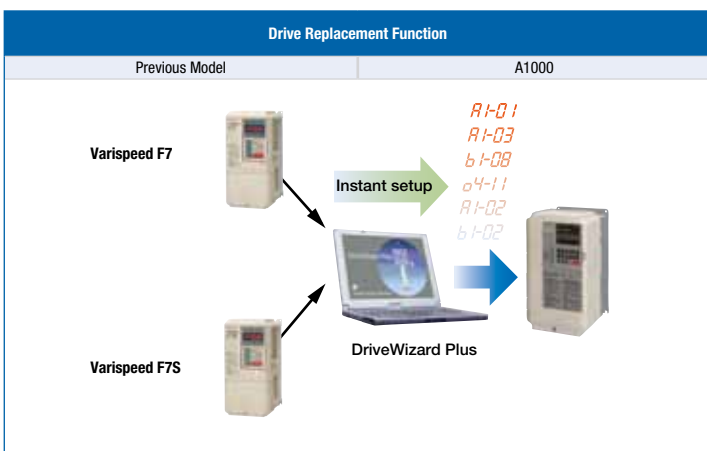 Drive Replacement Function
Previous Model
A1000
Varispeed F7
Instant setup
A1-01
A1-03
b1-08
o4-11
A1-02
b1-02
DriveWizard Plus
Varispeed F7S